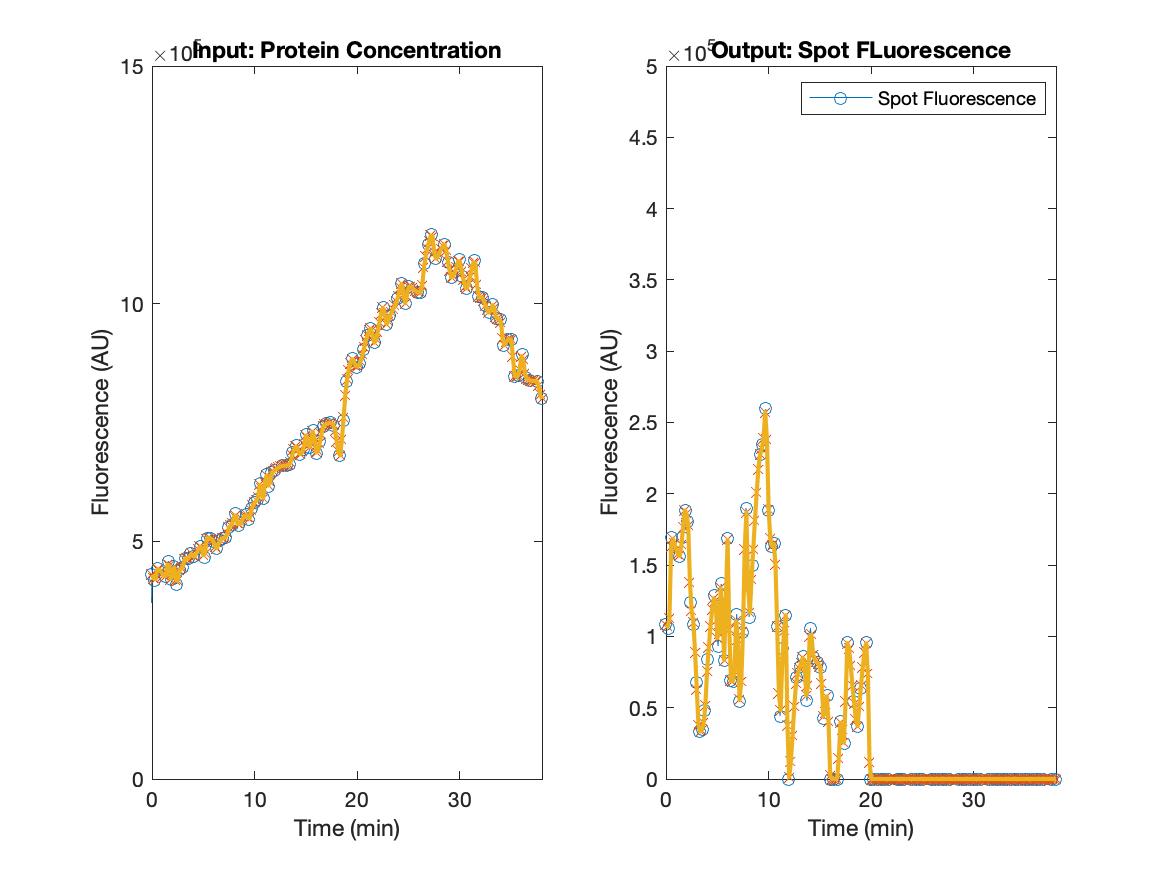 ×10⁵
Input: Protein Concentration
15
10
5
0
0 10 20 30
Fluorescence (AU)
Time (min)
×10⁵
Output: Spot FLuorescence
Spot Fluorescence
5
4.5
4
3.5
3
2.5
2
1.5
1
0.5
0
0 10 20 30
Fluorescence (AU)
Time (min)